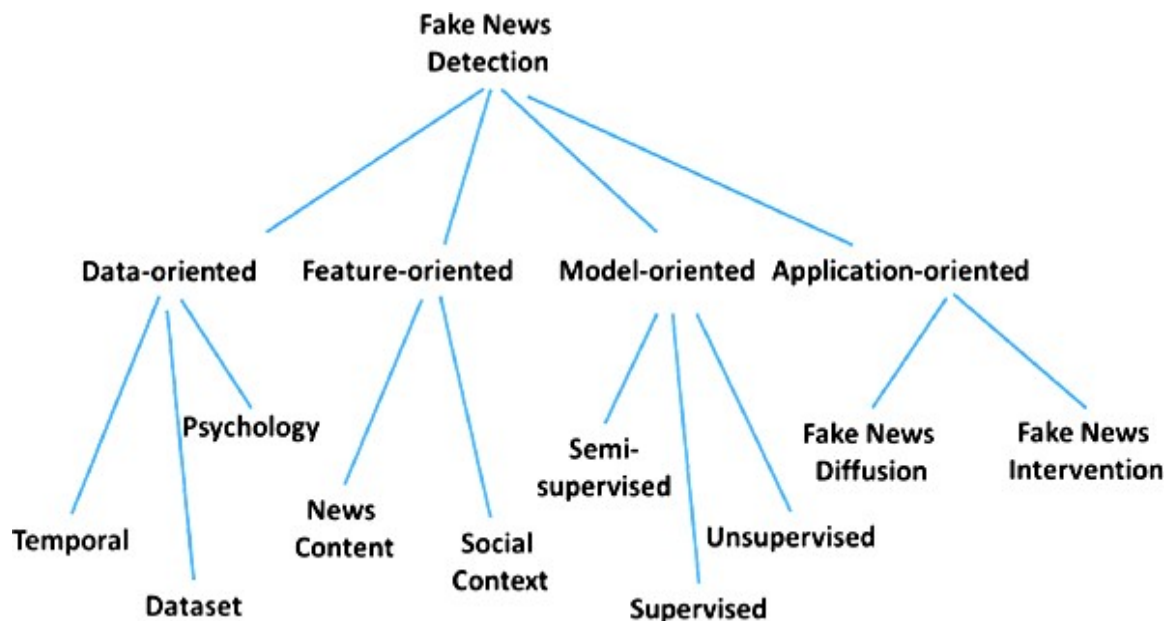 Fake News
Detection
Data-oriented
Feature-oriented
Model-oriented
Application-oriented
Psychology
Temporal
Dataset
News
Content
Social
Context
Semi-
supervised
Unsupervised
Supervised
Fake News
Diffusion
Fake News
Intervention